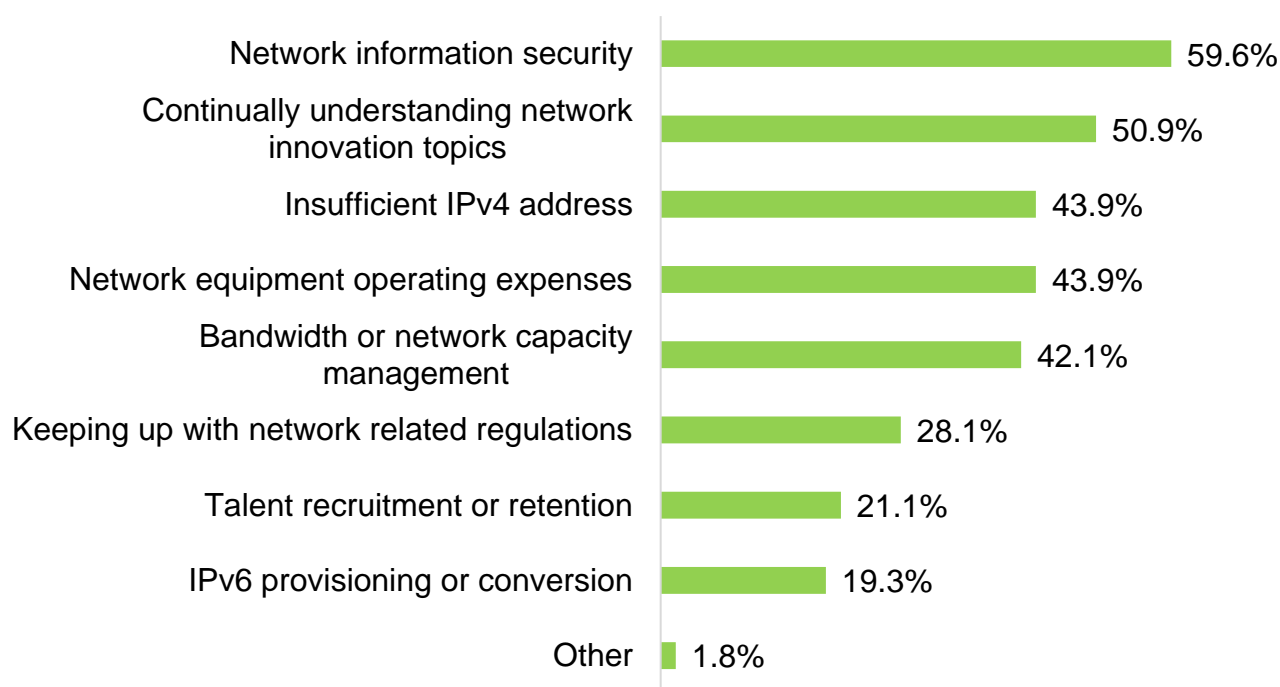 Network information security
59.6%
Continually understanding network
innovation topics
50.9%
Insufficient IPv4 address
43.9%
Network equipment operating expenses
43.9%
Bandwidth or network capacity
management
42.1%
Keeping up with network related regulations
28.1%
Talent recruitment or retention
21.1%
IPv6 provisioning or conversion
19.3%
Other
1.8%